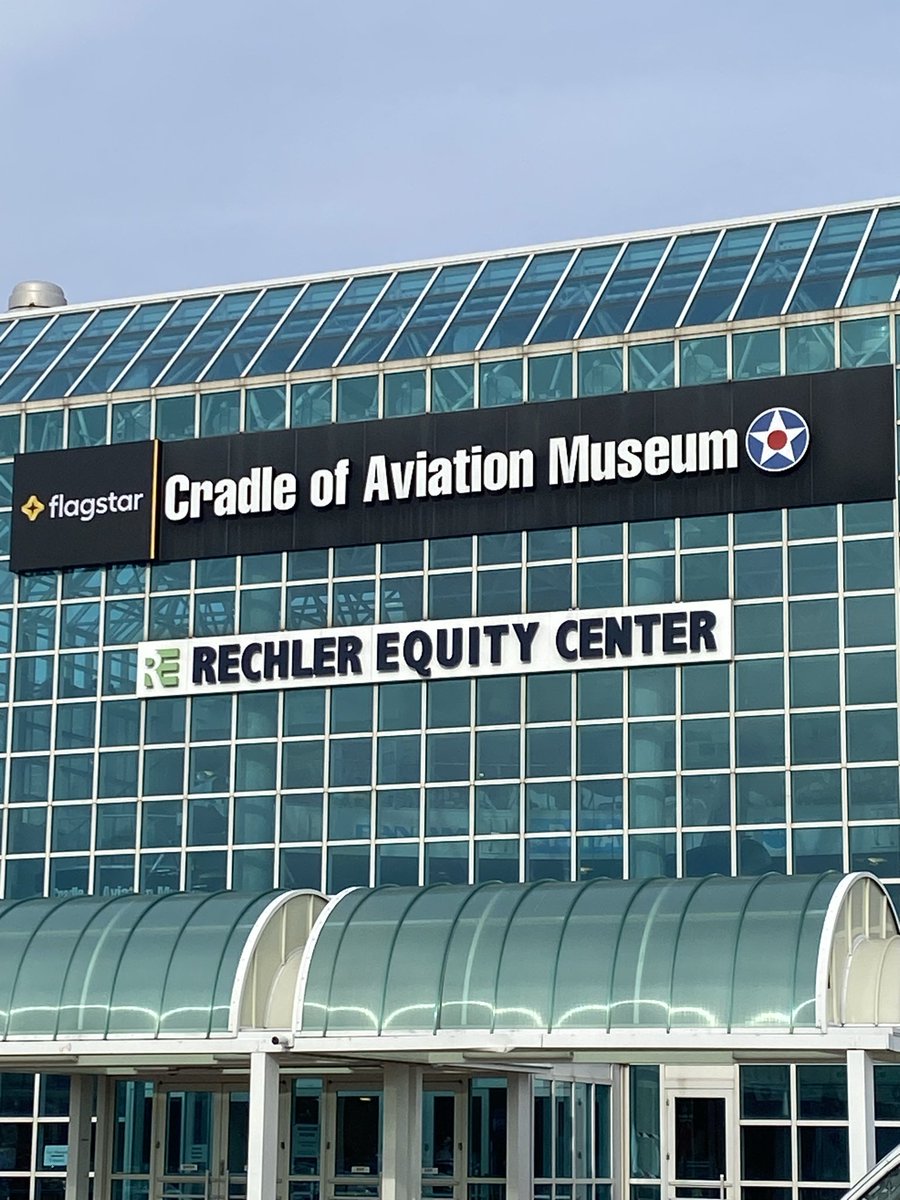 flagstar
Cradle of Aviation Museum
RE RECHLER EQUITY CENTER